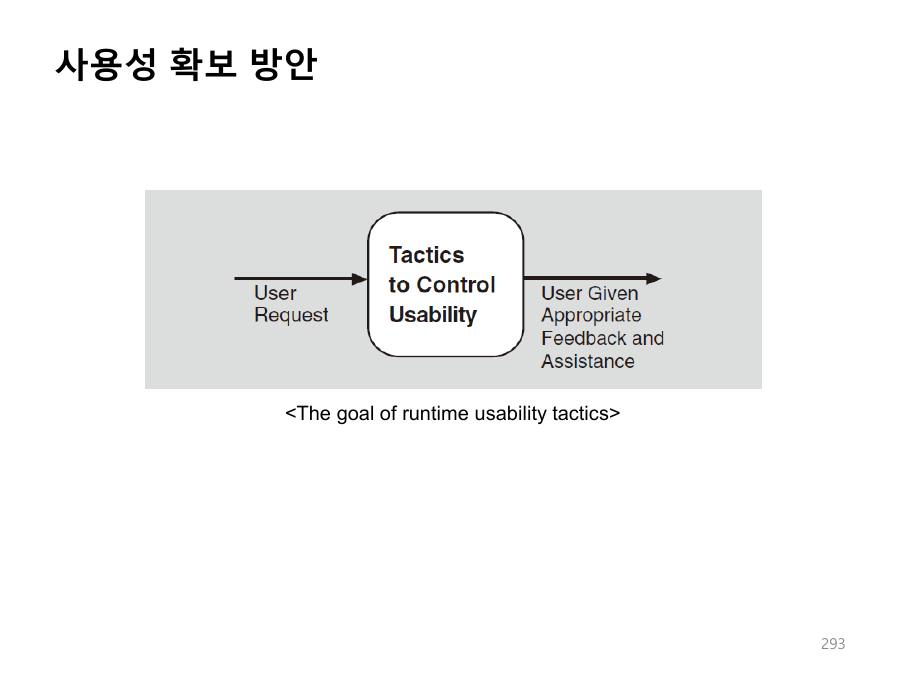 사용성 확보 방안
Tactics
to Control
Usability
User
Request
User Given
Appropriate
Feedback and
Assistance
<The goal of runtime usability tactics>
293